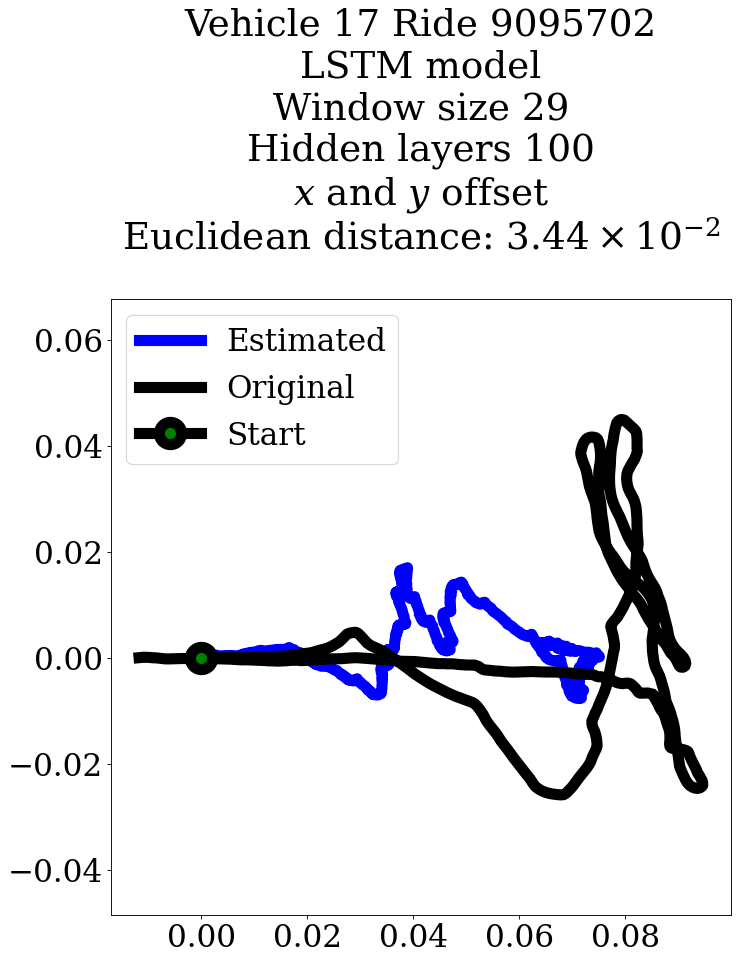 Vehicle 17 Ride 9095702
LSTM model
Window size 29
Hidden layers 100
x and y offset
Euclidean distance: 3.44 × 10⁻²
Estimated
Original
Start
0.06
0.04
0.02
0.00
−0.02
−0.04
0.00 0.02 0.04 0.06 0.08